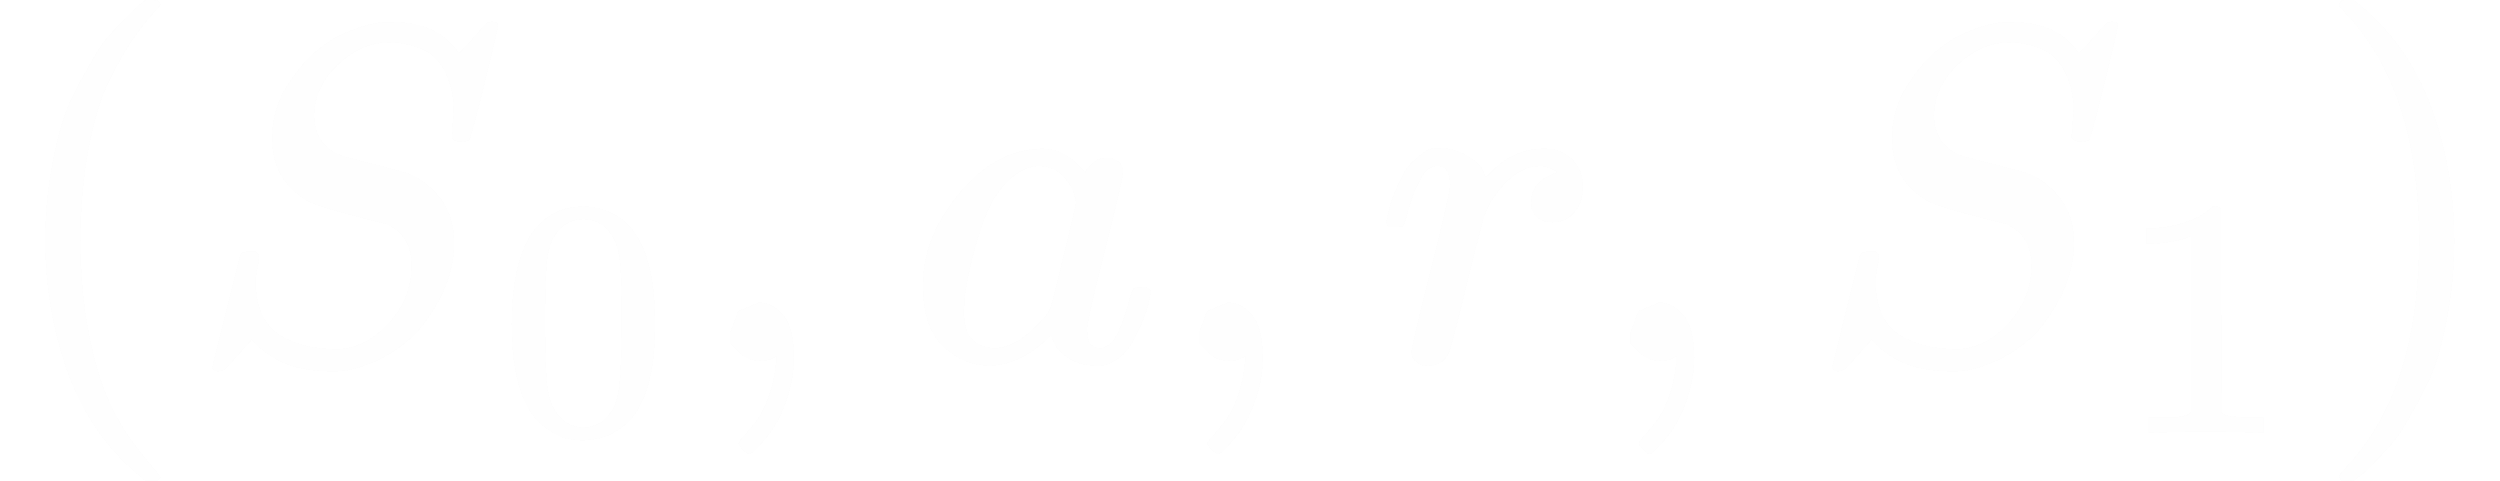 (S₀, a, r, S₁)